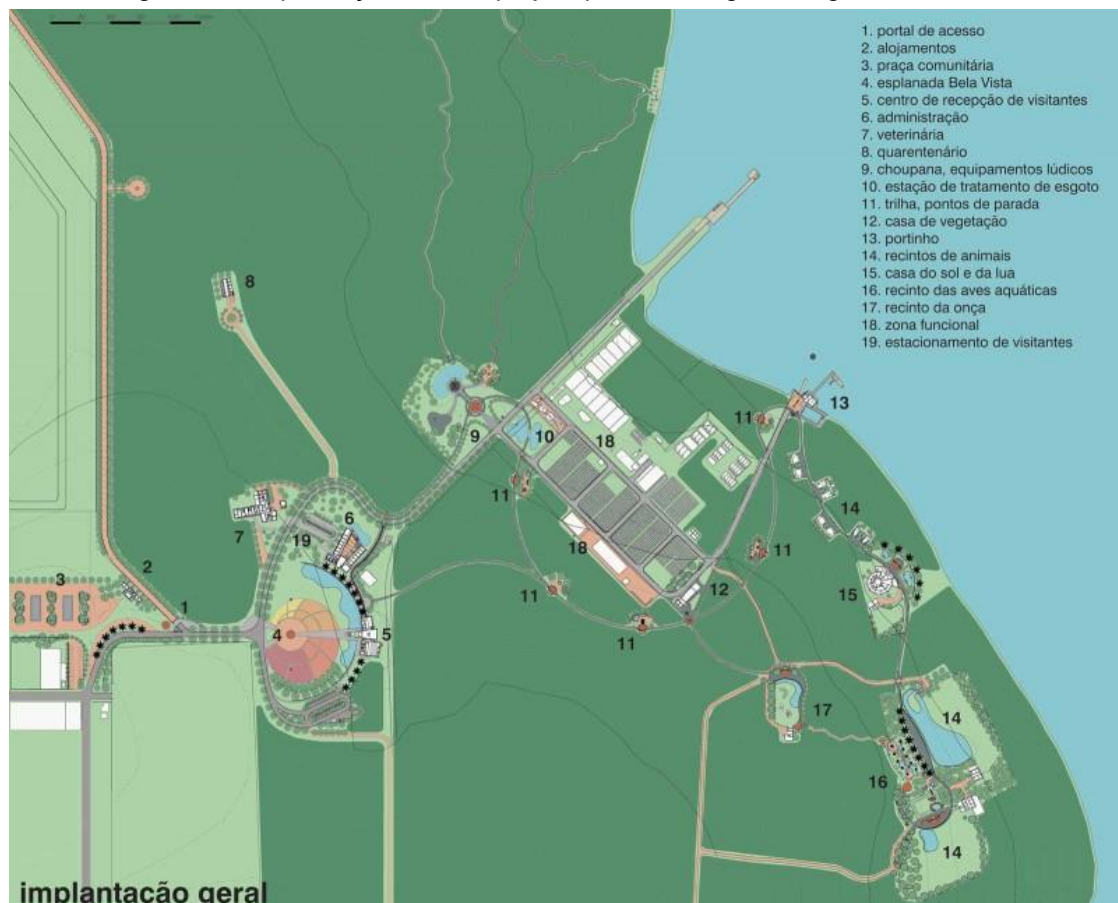 1. portal de acesso
2. alojamentos
3. praça comunitária
4. esplanada Bela Vista
5. centro de recepção de visitantes
6. administração
7. veterinária
8. quarentenário
9. choupana, equipamentos lúdicos
10. estação de tratamento de esgoto
11. trilha, pontos de parada
12. casa de vegetação
13. portinho
14. recintos de animais
15. casa do sol e da lua
16. recinto das aves aquáticas
17. recinto da onça
18. zona funcional
19. estacionamento de visitantes
8
13
11
9
10
18
11
6
14
7
19
18
11
2
3
12
11
15
1
4
5
11
17
14
16
14
implantação geral